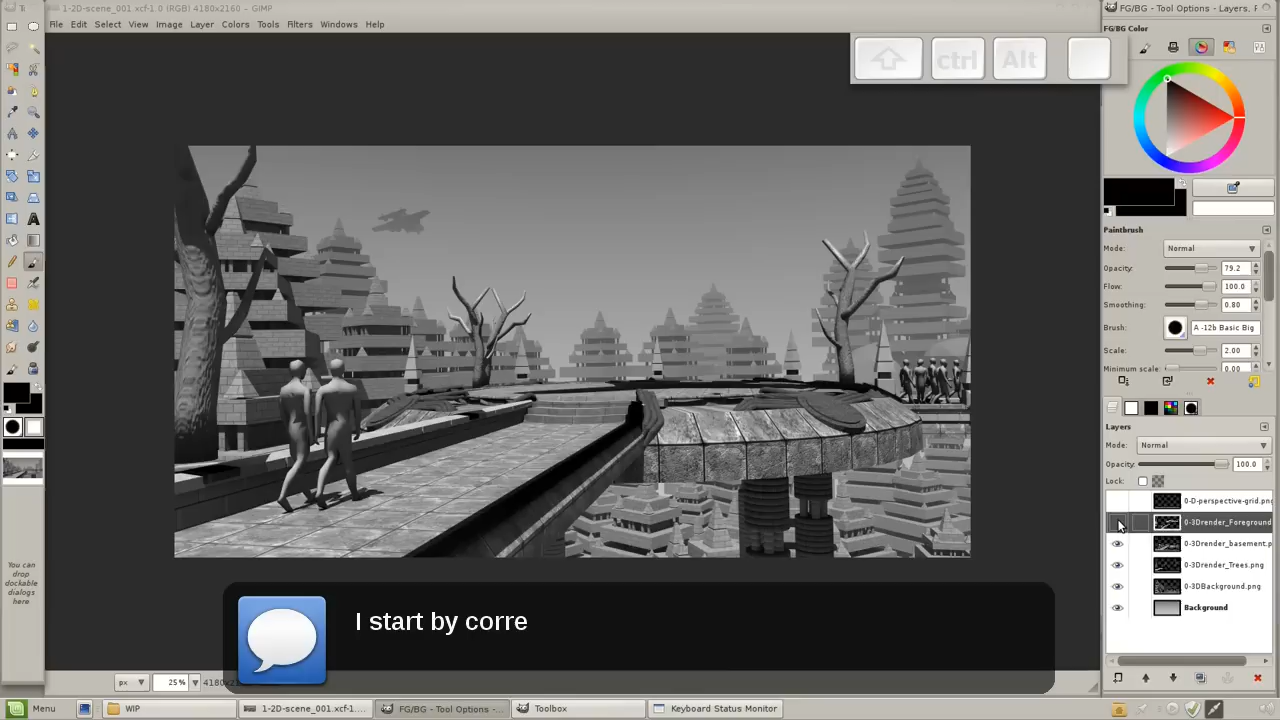 1-2D-scene_001.xcf-1.0 (RGB) 4180x2160 – GIMP
FG/BG - Tool Options - Layers, F
File Edit Select View Image Layer Colors Tools Filters Windows Help
FG/BG Color
ctrl Alt
Paintbrush
Mode: Normal
Opacity: 79.2
Flow: 100.0
Smoothing: 0.80
Brush: A -12b Basic Big
Scale: 2.00
Minimum scale: 0.00
Layers
Mode: Normal
Opacity: 100.0
Lock:
0-D-perspective-grid.png
0-3Drender_Foreground
0-3Drender_basement.p
0-3Drender_Trees.png
0-3DBackground.png
Background
You can
drop
dockable
dialogs
here
I start by corre
px 25% 4180x2
Menu WIP 1-2D-scene_001.xcf-1... FG/BG - Tool Options -... Toolbox Keyboard Status Monitor